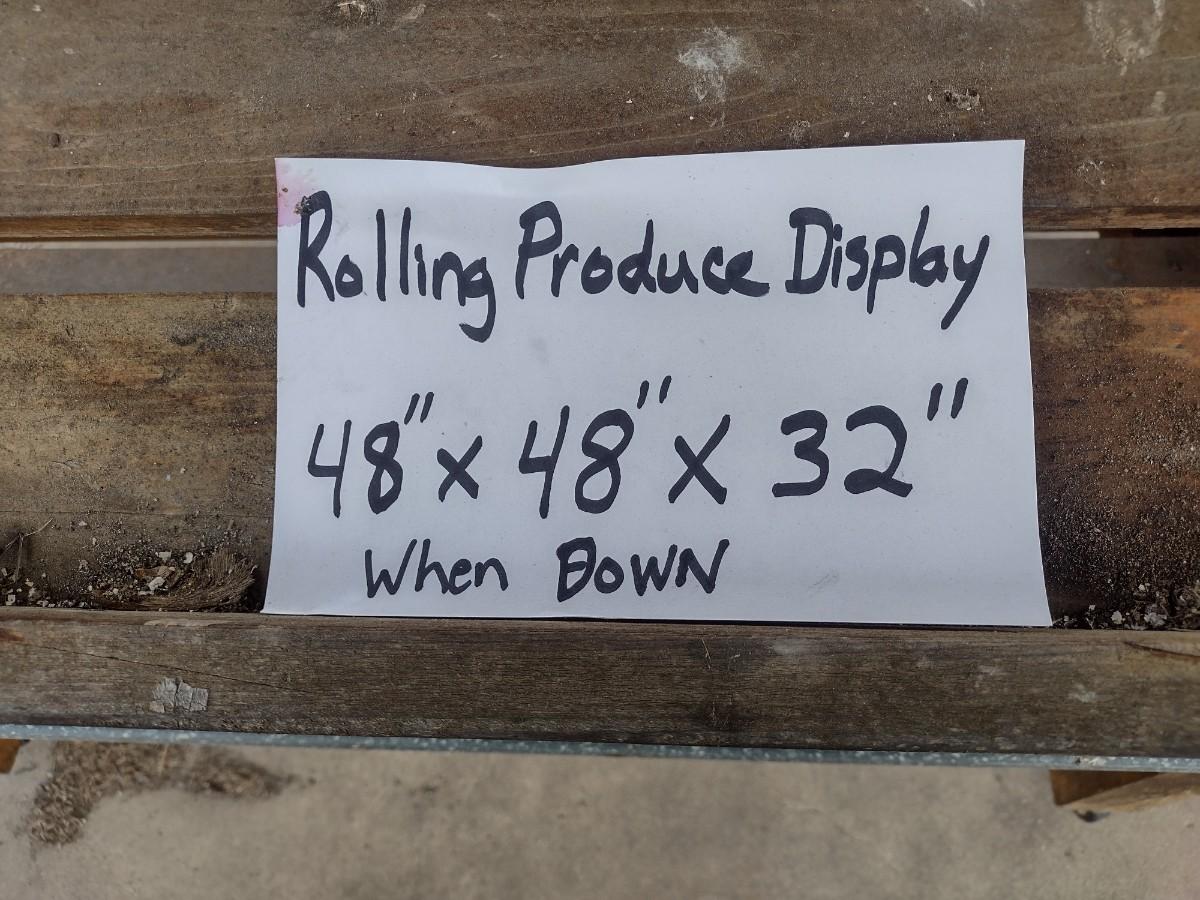 Rolling Produce Display
48" x 48" x 32"
When DOWN